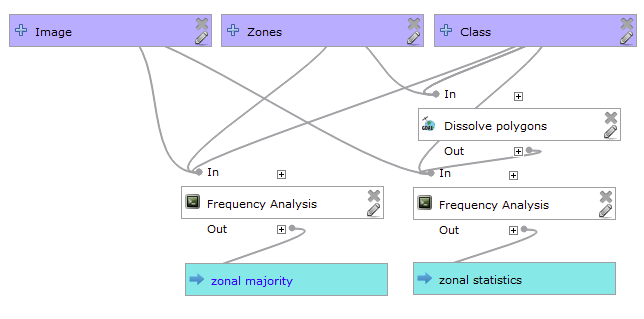 Image
Zones
Class
In
Dissolve polygons
Out
In
Frequency Analysis
Out
zonal majority
In
Frequency Analysis
Out
zonal statistics